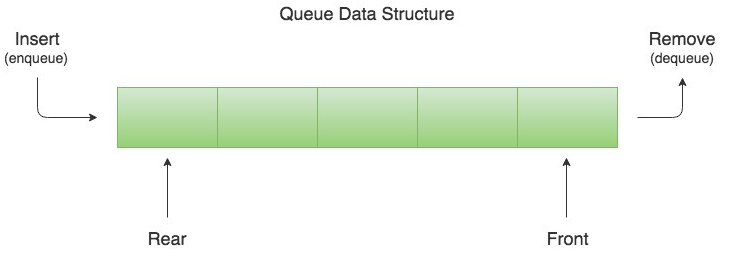 Queue Data Structure
Insert
(enqueue)
Remove
(dequeue)
Rear
Front